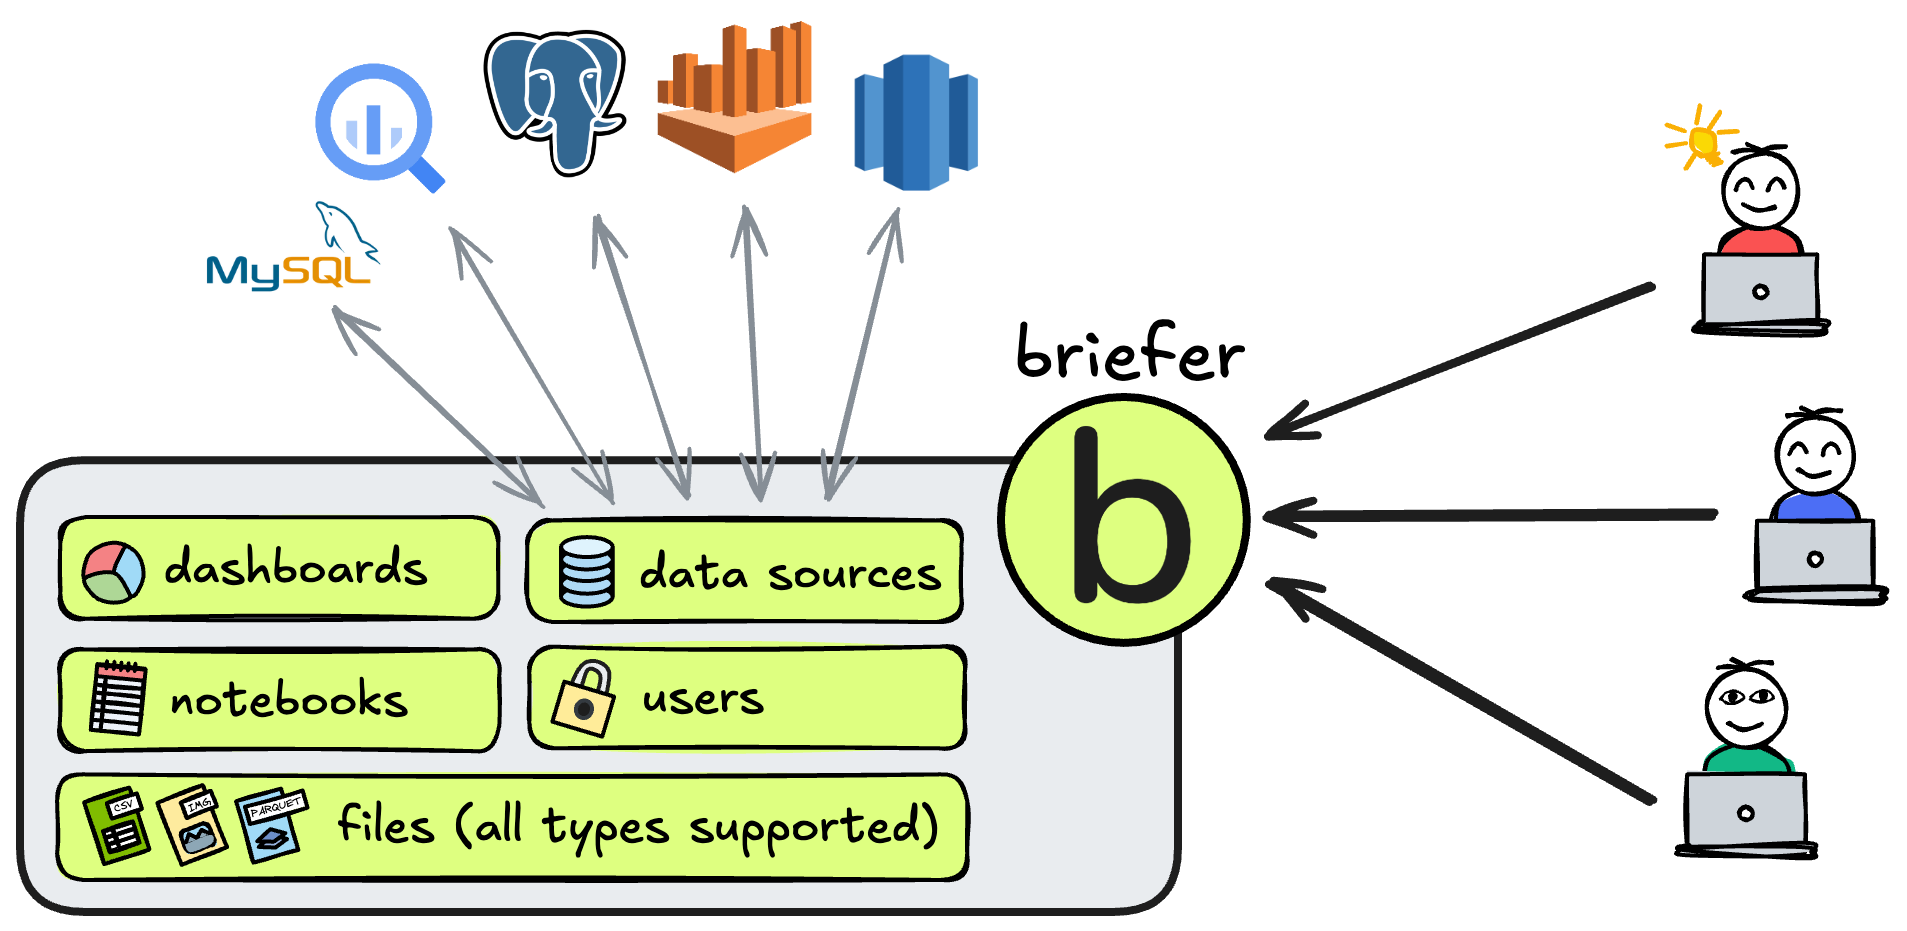 MySQL
briefer
b
dashboards
data sources
notebooks
users
CSV
IMG
PARQUET
files (all types supported)